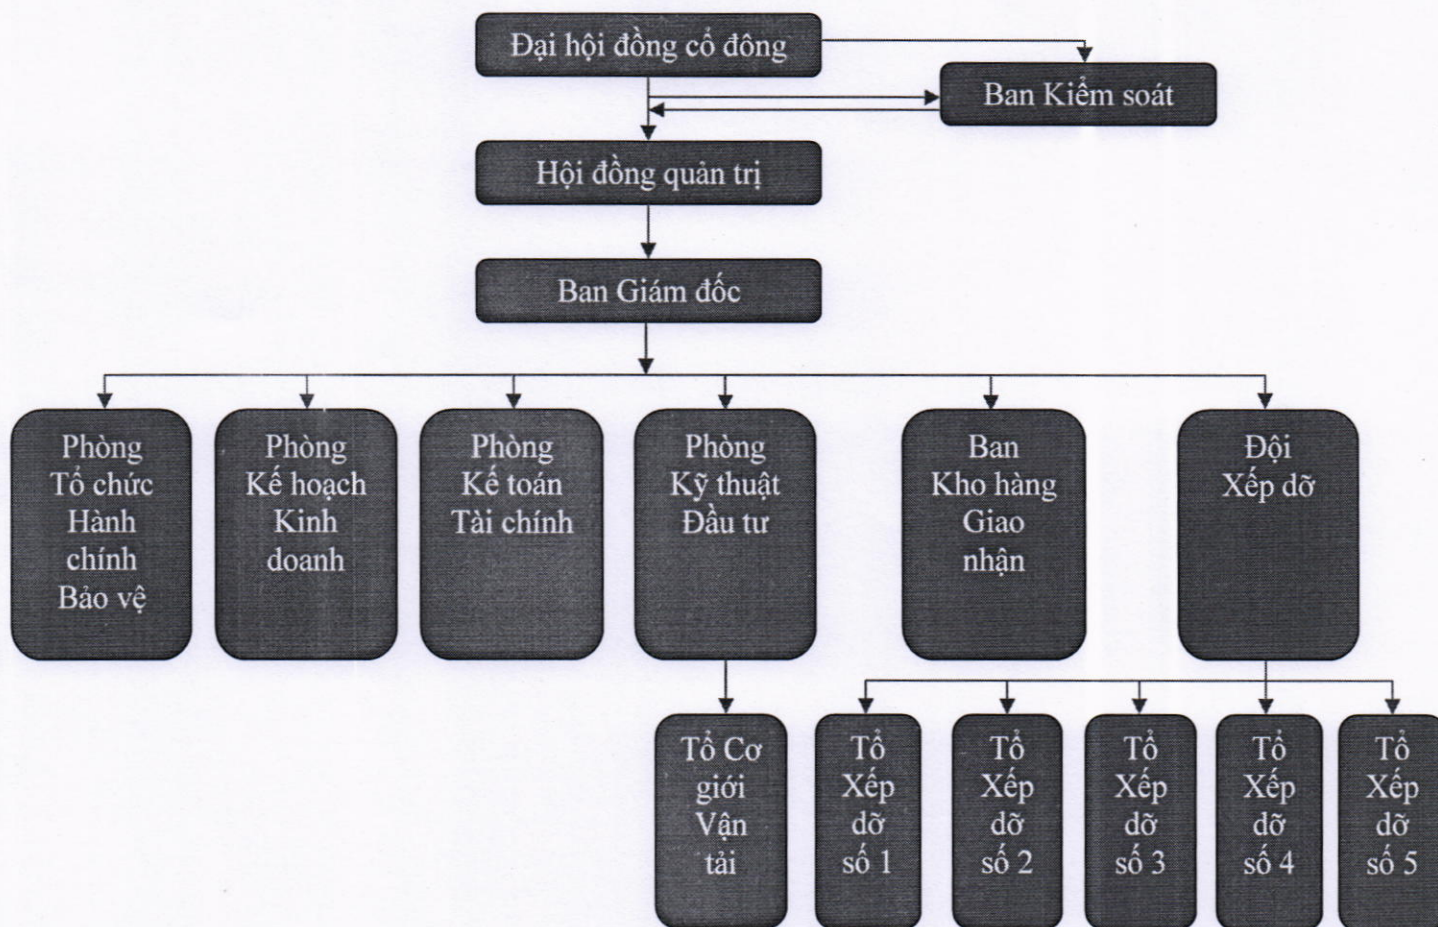 Đại hội đồng cổ đông
Ban Kiểm soát
Hội đồng quản trị
Ban Giám đốc
Phòng
Tổ chức
Hành
chính
Bảo vệ
Phòng
Kế hoạch
Kinh
doanh
Phòng
Kế toán
Tài chính
Phòng
Kỹ thuật
Đầu tư
Ban
Kho hàng
Giao
nhận
Đội
Xếp dỡ
Tổ Cơ
giới
Vận
tải
Tổ
Xếp
dỡ
số 1
Tổ
Xếp
dỡ
số 2
Tổ
Xếp
dỡ
số 3
Tổ
Xếp
dỡ
số 4
Tổ
Xếp
dỡ
số 5